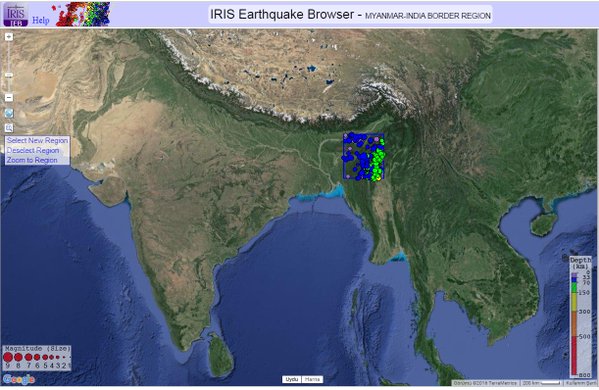 IRIS
IEB
Help
IRIS Earthquake Browser - MYANMAR-INDIA BORDER REGION
Select New Region
Deselect Region
Zoom to Region
Depth
(km)
0
33
70
150
300
500
800
Magnitude (Size)
9 8 7 6 5 4 3 2 1
Google
Uydu Harita
Görüntü ©2016 TerraMetrics 200 km Kullanım Şartları